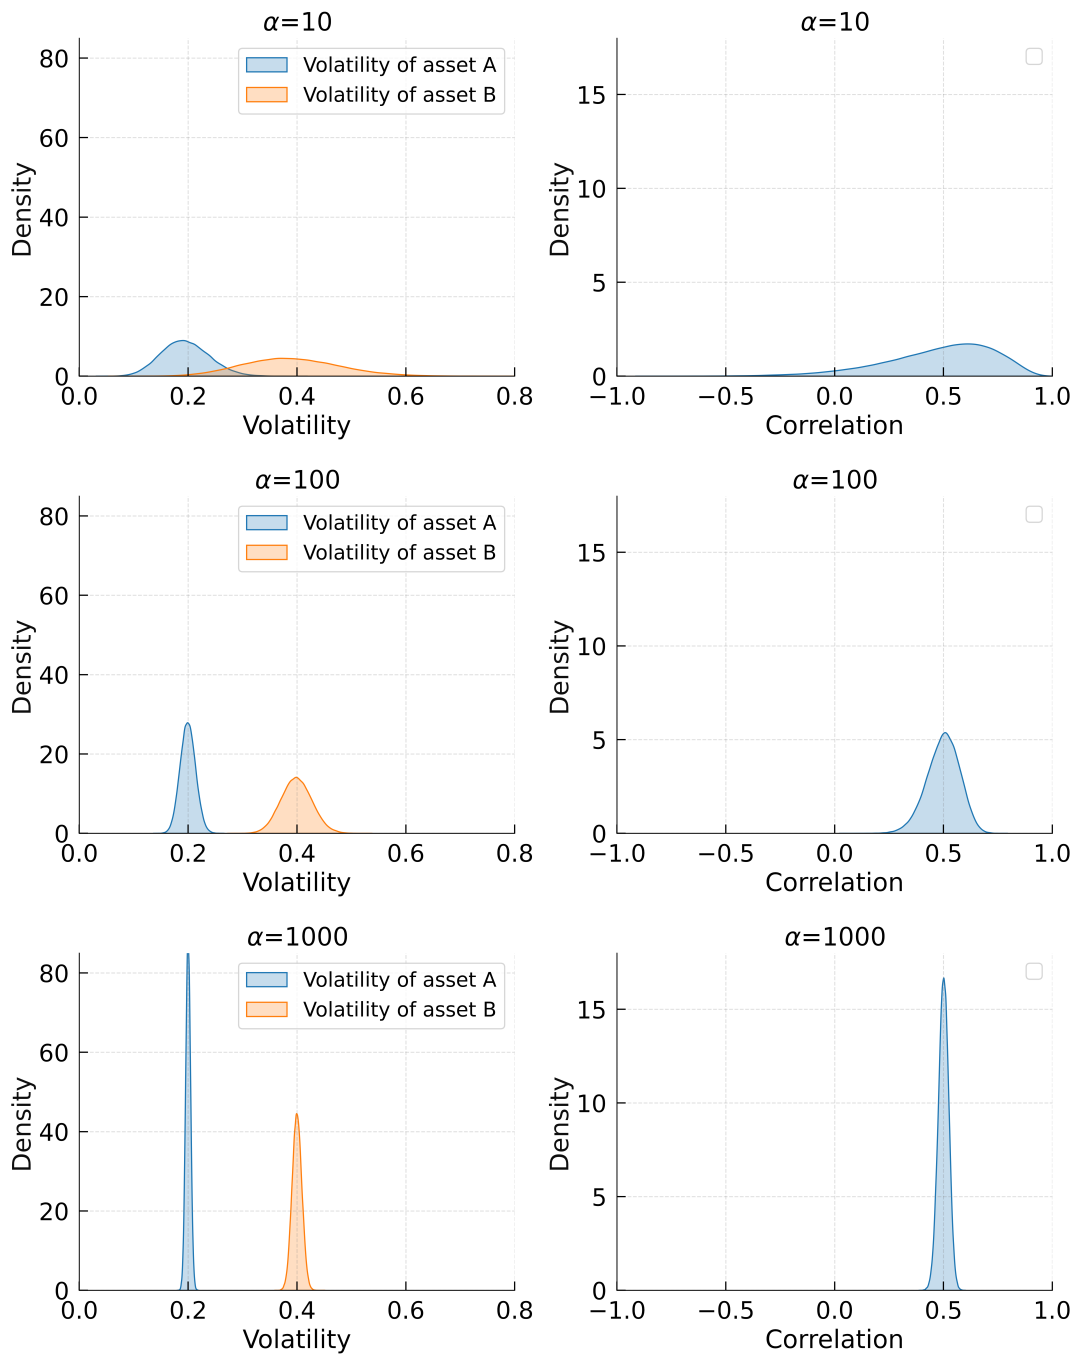 α=10
80
60
40
20
0
Density
Volatility of asset A
Volatility of asset B
0.0 0.2 0.4 0.6 0.8
Volatility
α=10
15
10
5
0
Density
−1.0 −0.5 0.0 0.5 1.0
Correlation
α=100
80
60
40
20
0
Density
Volatility of asset A
Volatility of asset B
0.0 0.2 0.4 0.6 0.8
Volatility
α=100
15
10
5
0
Density
−1.0 −0.5 0.0 0.5 1.0
Correlation
α=1000
80
60
40
20
0
Density
Volatility of asset A
Volatility of asset B
0.0 0.2 0.4 0.6 0.8
Volatility
α=1000
15
10
5
0
Density
−1.0 −0.5 0.0 0.5 1.0
Correlation